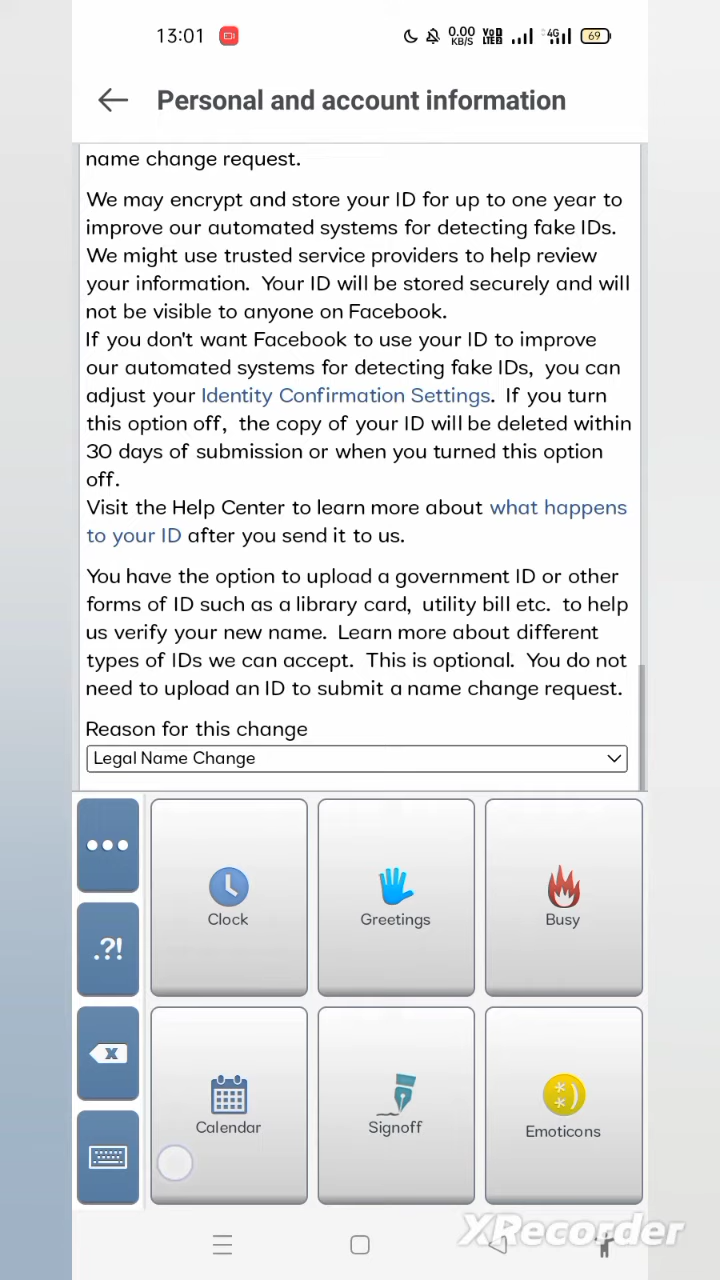 13:01 0.00 KB/S VoD LTED 4G 69
Personal and account information
name change request.
We may encrypt and store your ID for up to one year to
improve our automated systems for detecting fake IDs.
We might use trusted service providers to help review
your information. Your ID will be stored securely and will
not be visible to anyone on Facebook.
If you don't want Facebook to use your ID to improve
our automated systems for detecting fake IDs, you can
adjust your Identity Confirmation Settings. If you turn
this option off, the copy of your ID will be deleted within
30 days of submission or when you turned this option
off.
Visit the Help Center to learn more about what happens
to your ID after you send it to us.
You have the option to upload a government ID or other
forms of ID such as a library card, utility bill etc. to help
us verify your new name. Learn more about different
types of IDs we can accept. This is optional. You do not
need to upload an ID to submit a name change request.
Reason for this change
Legal Name Change
Clock Greetings Busy
.?!
Calendar Signoff Emoticons
XRecorder